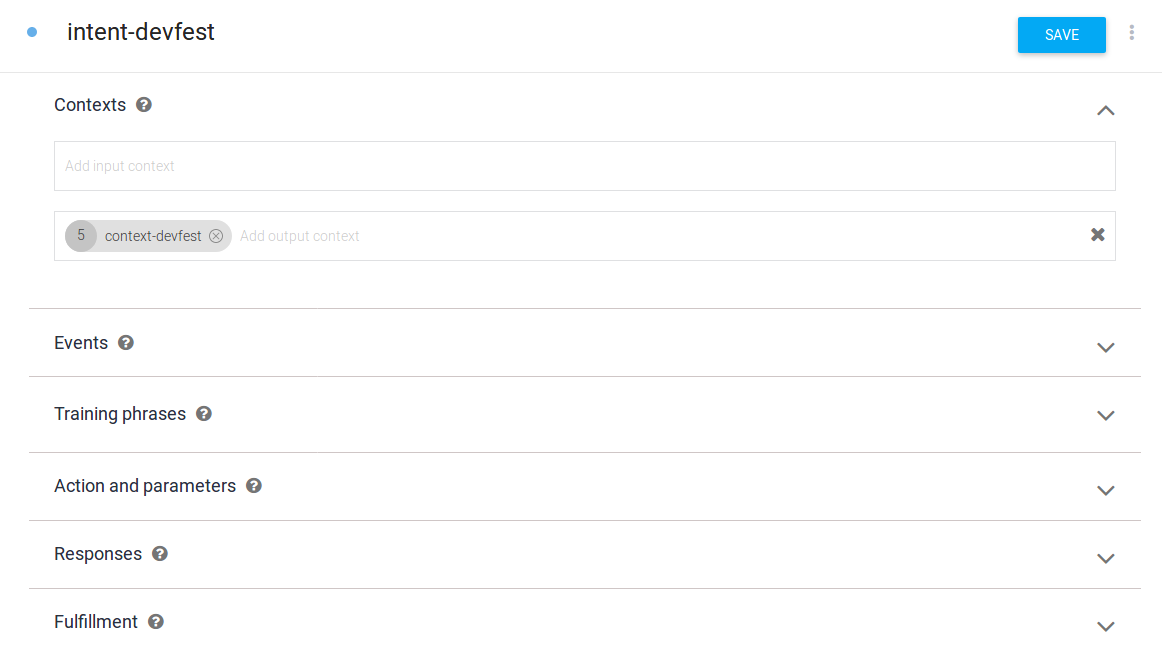 intent-devfest
SAVE
Contexts ?
Add input context
5 context-devfest Add output context
Events ?
Training phrases ?
Action and parameters ?
Responses ?
Fulfillment ?